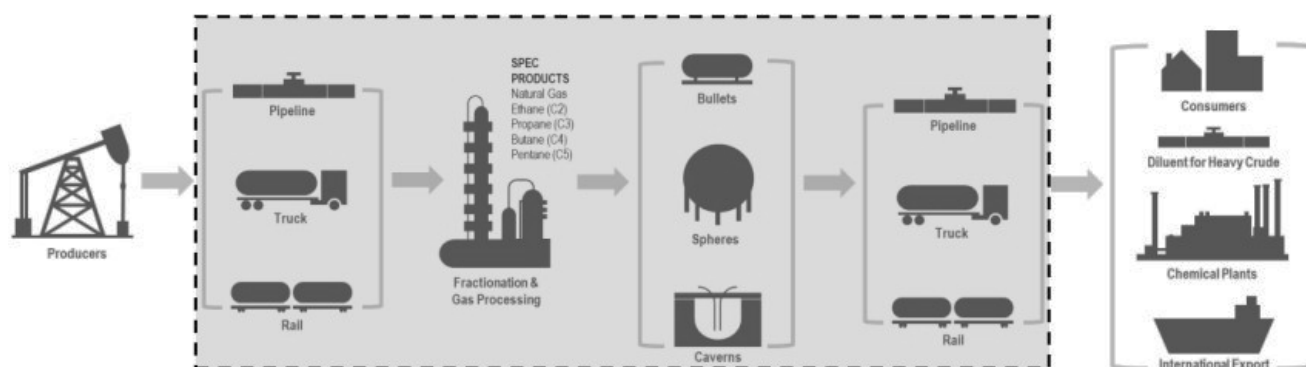 Producers
Pipeline
Truck
Rail
SPEC
PRODUCTS
Natural Gas
Ethane (C2)
Propane (C3)
Butane (C4)
Pentane (C5)
Fractionation &
Gas Processing
Bullets
Spheres
Caverns
Pipeline
Truck
Rail
Consumers
Diluent for Heavy Crude
Chemical Plants
International Export